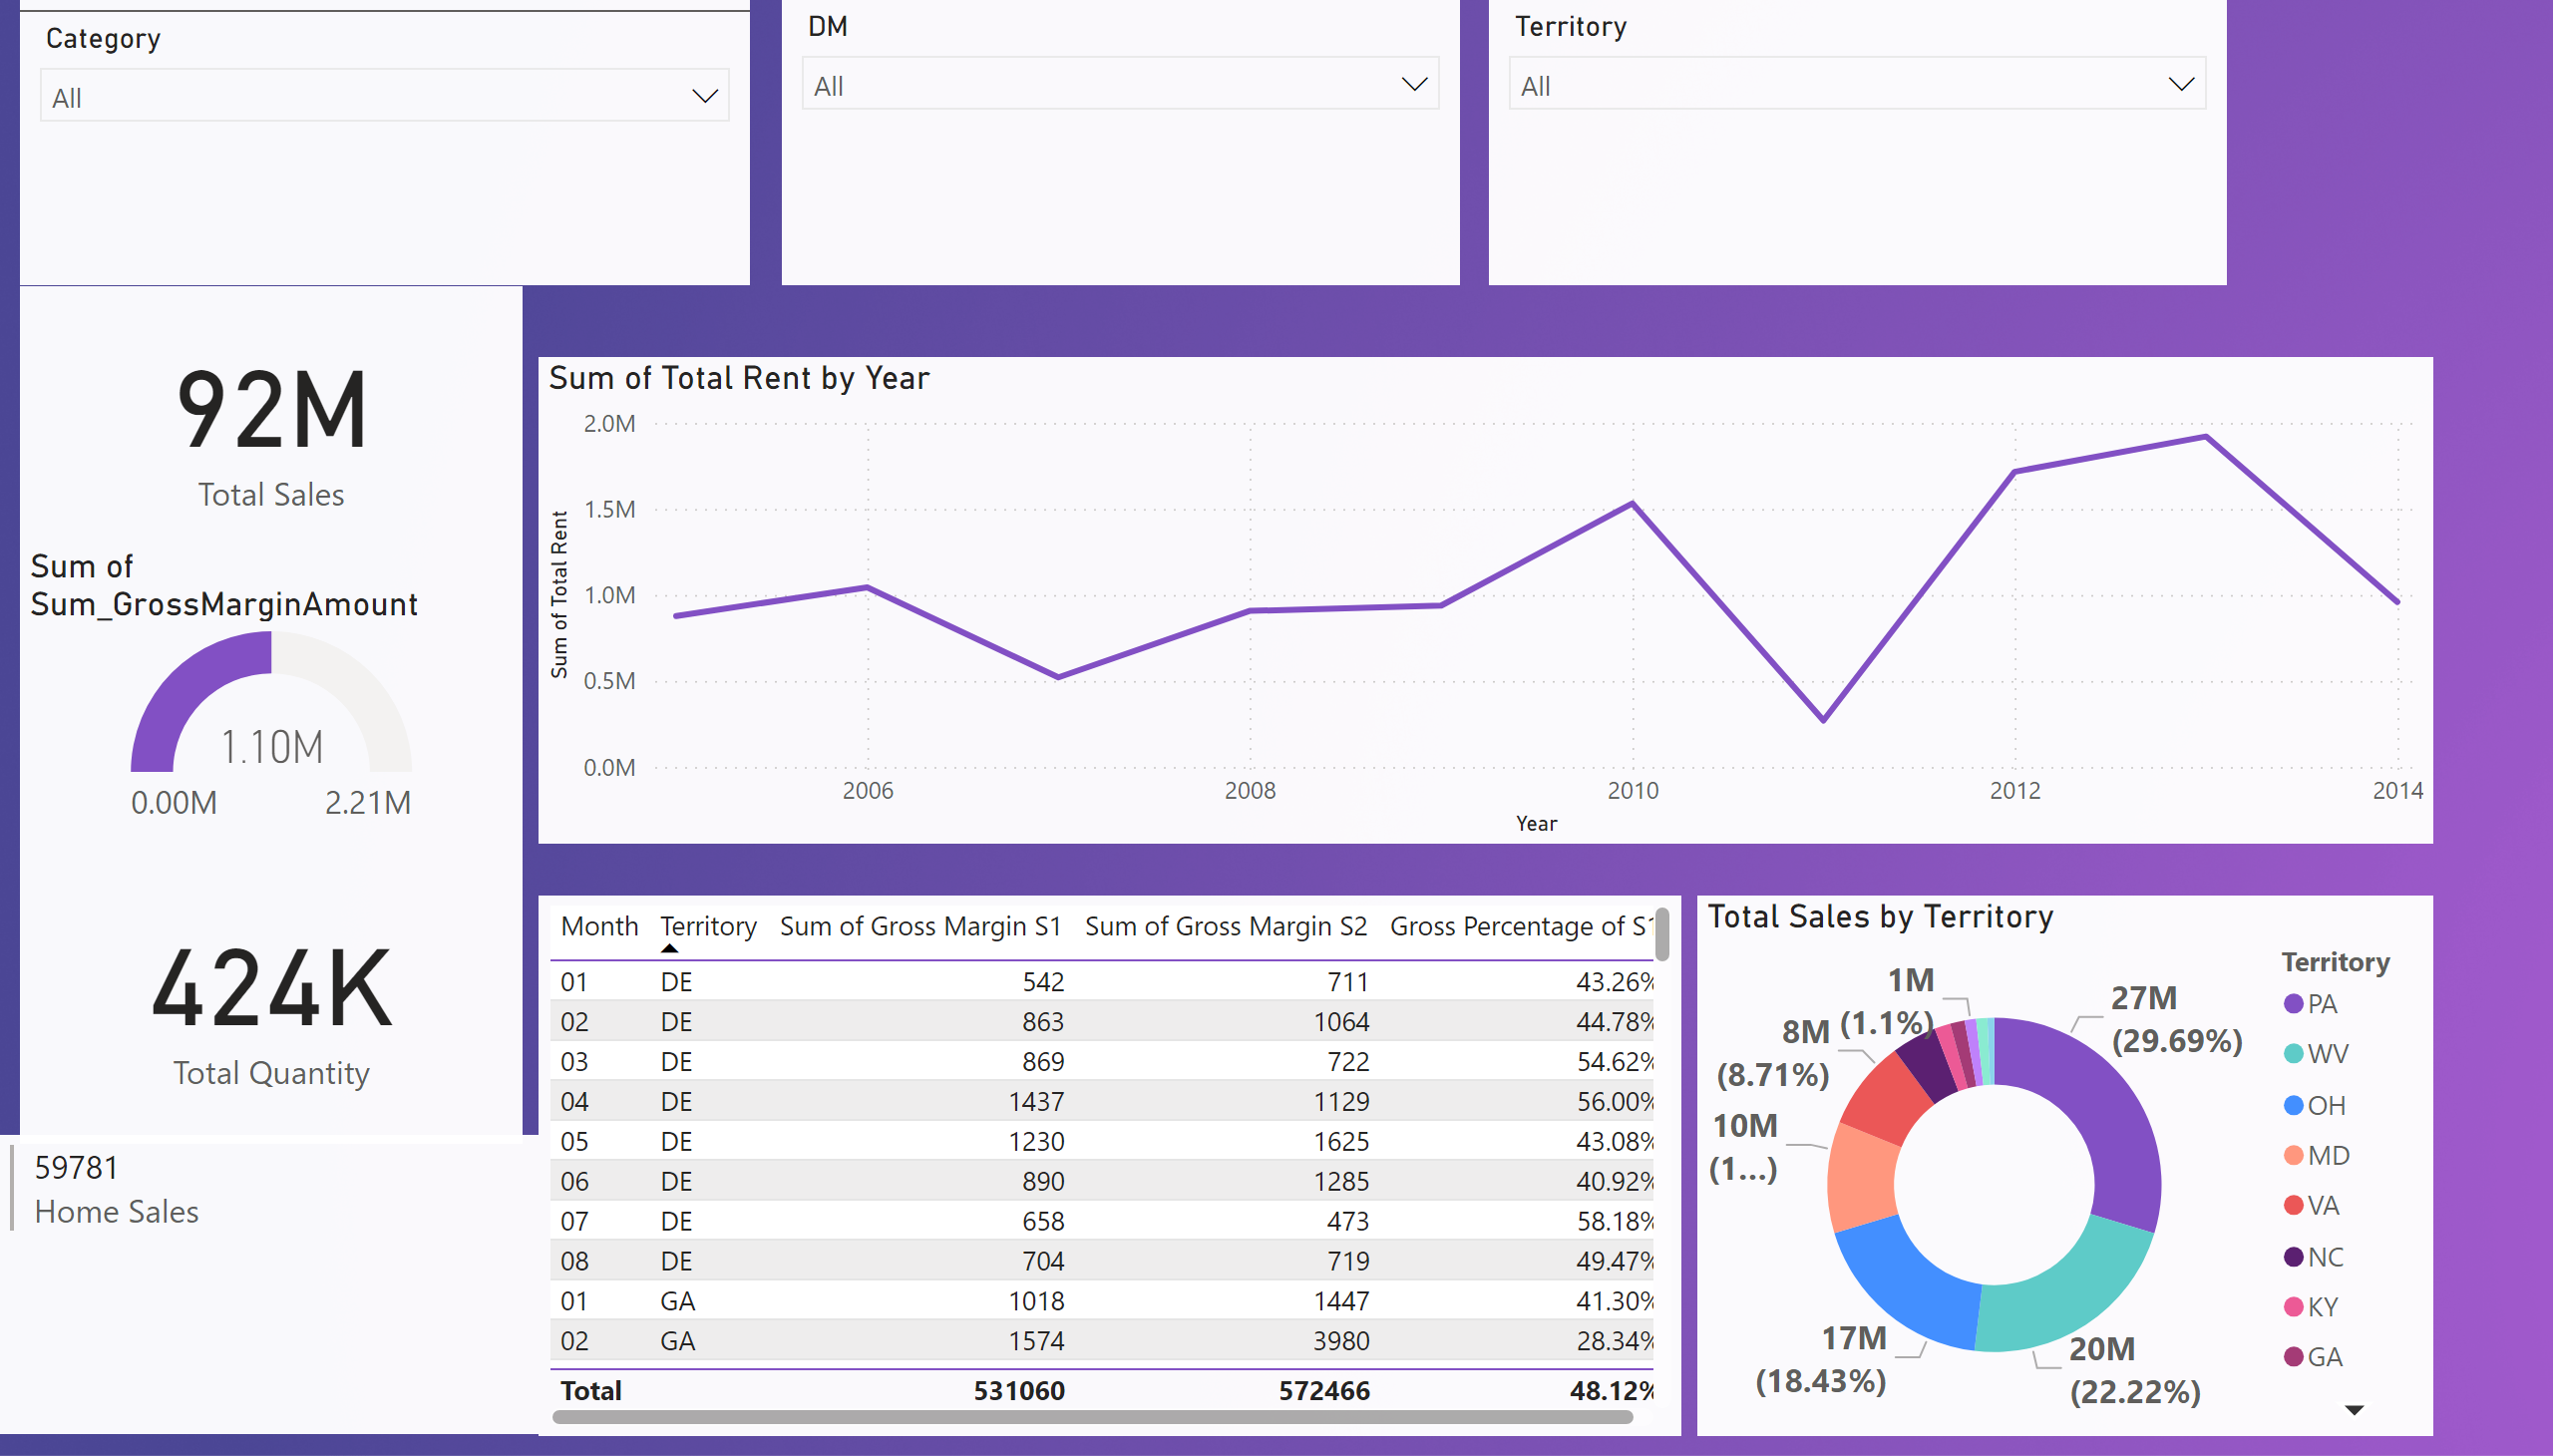 Category
All
DM
All
Territory
All
92M
Total Sales
Sum of
Sum_GrossMarginAmount
1.10M
0.00M 2.21M
424K
Total Quantity
59781
Home Sales
Sum of Total Rent by Year
Sum of Total Rent
2.0M
1.5M
1.0M
0.5M
0.0M
2006 2008 2010 2012 2014
Year
Month Territory Sum of Gross Margin S1 Sum of Gross Margin S2 Gross Percentage of S1
01 DE 542 711 43.26%
02 DE 863 1064 44.78%
03 DE 869 722 54.62%
04 DE 1437 1129 56.00%
05 DE 1230 1625 43.08%
06 DE 890 1285 40.92%
07 DE 658 473 58.18%
08 DE 704 719 49.47%
01 GA 1018 1447 41.30%
02 GA 1574 3980 28.34%
Total 531060 572466 48.12%
Total Sales by Territory
27M
(29.69%)
20M
(22.22%)
17M
(18.43%)
10M
(1...)
8M
(8.71%)
1M
(1.1%)
Territory
PA
WV
OH
MD
VA
NC
KY
GA